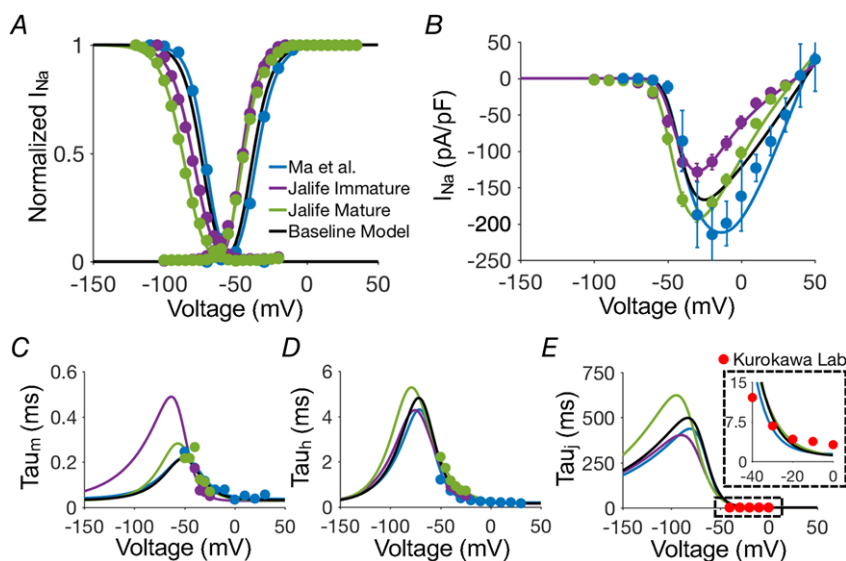 A
Normalized I_Na
1
0.5
0
-150 -100 -50 0 50
Voltage (mV)
Ma et al.
Jalife Immature
Jalife Mature
Baseline Model
B
I_Na (pA/pF)
0
-50
-100
-150
-200
-250
-150 -100 -50 0 50
Voltage (mV)
C
Tau_m (ms)
0.6
0.4
0.2
0
-150 -100 -50 0 50
Voltage (mV)
D
Tau_h (ms)
6
4
2
0
-150 -100 -50 0 50
Voltage (mV)
E
Kurokawa Lab
Tau_j (ms)
750
500
250
0
-150 -100 -50 0 50
Voltage (mV)
15
7.5
0
-40 -20 0